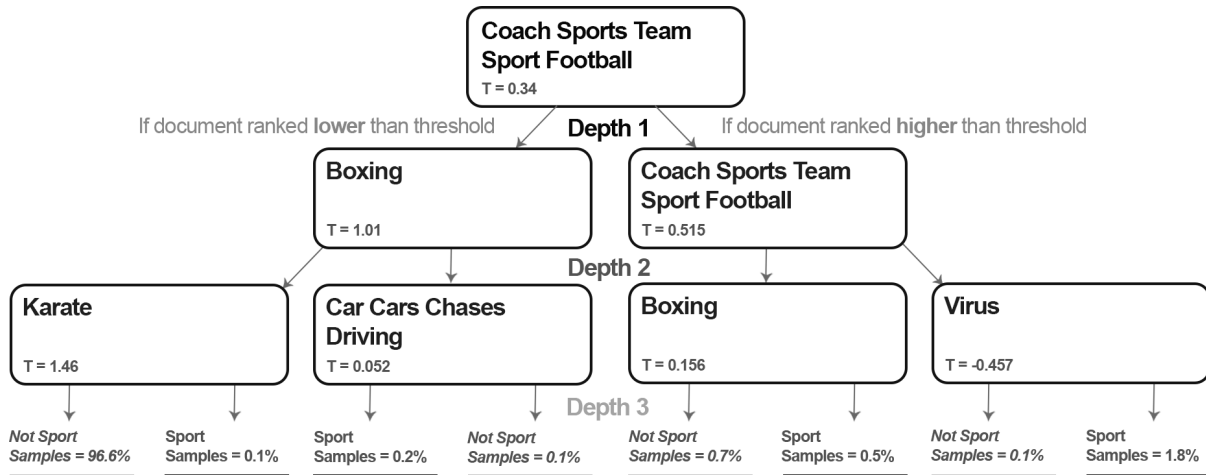 Coach Sports Team
Sport Football
T = 0.34
If document ranked lower than threshold
Depth 1
If document ranked higher than threshold
Boxing
T = 1.01
Coach Sports Team
Sport Football
T = 0.515
Depth 2
Karate
T = 1.46
Car Cars Chases
Driving
T = 0.052
Boxing
T = 0.156
Virus
T = -0.457
Depth 3
Not Sport
Samples = 96.6%
Sport
Samples = 0.1%
Sport
Samples = 0.2%
Not Sport
Samples = 0.1%
Not Sport
Samples = 0.7%
Sport
Samples = 0.5%
Not Sport
Samples = 0.1%
Sport
Samples = 1.8%